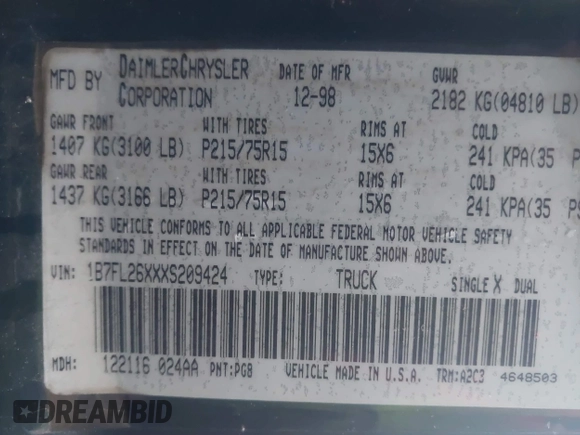 MFD BY DAIMLERCHRYSLER CORPORATION DATE OF MFR 12-98 GVWR 2182 KG(04810 LB)
GAWR FRONT WITH TIRES RIMS AT COLD
1407 KG(3100 LB) P215/75R15 15X6 241 KPA(35
GAWR REAR WITH TIRES RIMS AT COLD
1437 KG(3166 LB) P215/75R15 15X6 241 KPA(35
THIS VEHICLE CONFORMS TO ALL APPLICABLE FEDERAL MOTOR VEHICLE SAFETY
STANDARDS IN EFFECT ON THE DATE OF MANUFACTURE SHOWN ABOVE.
VIN: 1B7FL26XXXS209424 TYPE: TRUCK SINGLE X DUAL
MDH: 122116 024AA PNT:PG8 VEHICLE MADE IN U.S.A. TRM:A2C3 4648503
DREAMBID